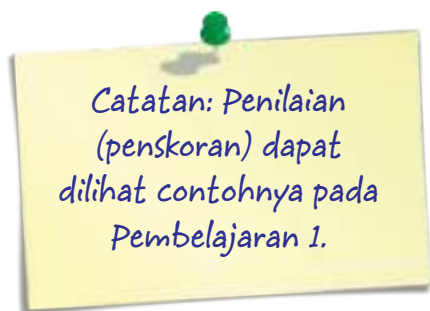 Catatan: Penilaian
(penskoran) dapat
dilihat contohnya pada
Pembelajaran 1.